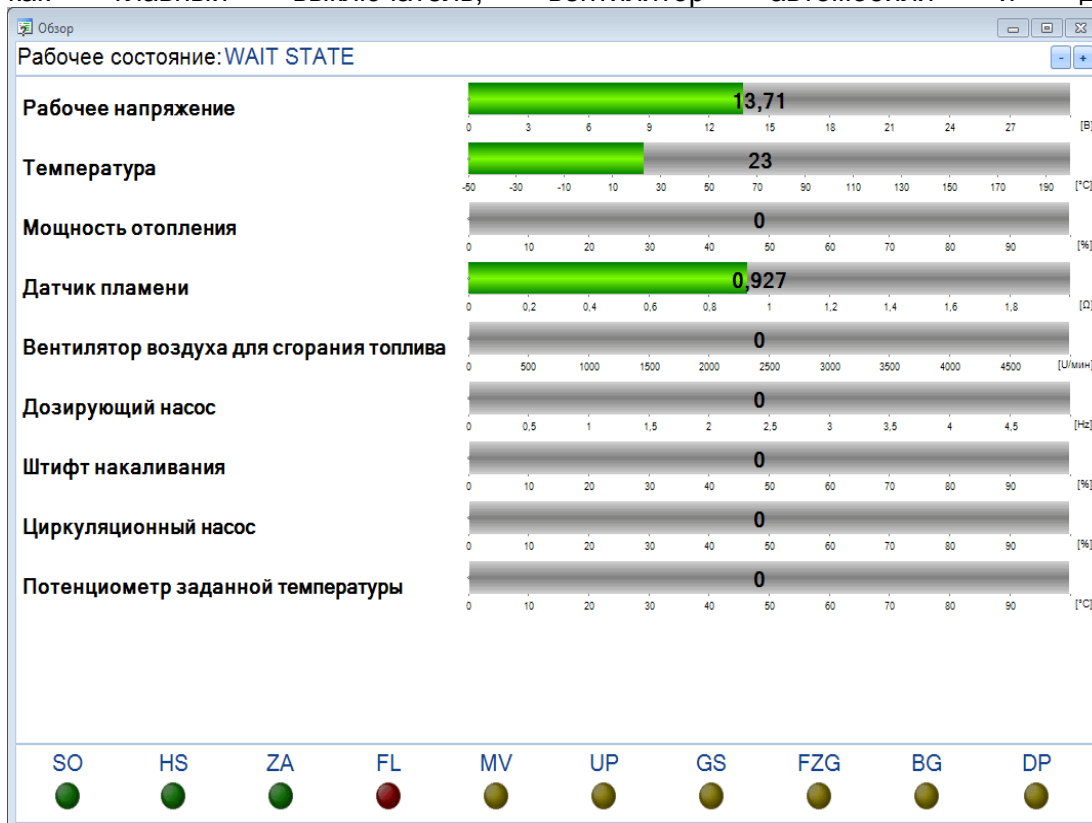 как главный выключатель, вентилятор автомобиля и д
Обзор
Рабочее состояние: WAIT STATE - +
Рабочее напряжение 13,71
0 3 6 9 12 15 18 21 24 27 [В]
Температура 23
-50 -30 -10 10 30 50 70 90 110 130 150 170 190 [°C]
Мощность отопления 0
0 10 20 30 40 50 60 70 80 90 [%]
Датчик пламени 0,927
0 0,2 0,4 0,6 0,8 1 1,2 1,4 1,6 1,8 [Ω]
Вентилятор воздуха для сгорания топлива 0
0 500 1000 1500 2000 2500 3000 3500 4000 4500 [U/мин]
Дозирующий насос 0
0 0,5 1 1,5 2 2,5 3 3,5 4 4,5 [Hz]
Штифт накаливания 0
0 10 20 30 40 50 60 70 80 90 [%]
Циркуляционный насос 0
0 10 20 30 40 50 60 70 80 90 [%]
Потенциометр заданной температуры 0
0 10 20 30 40 50 60 70 80 90 [°C]
SO HS ZA FL MV UP GS FZG BG DP